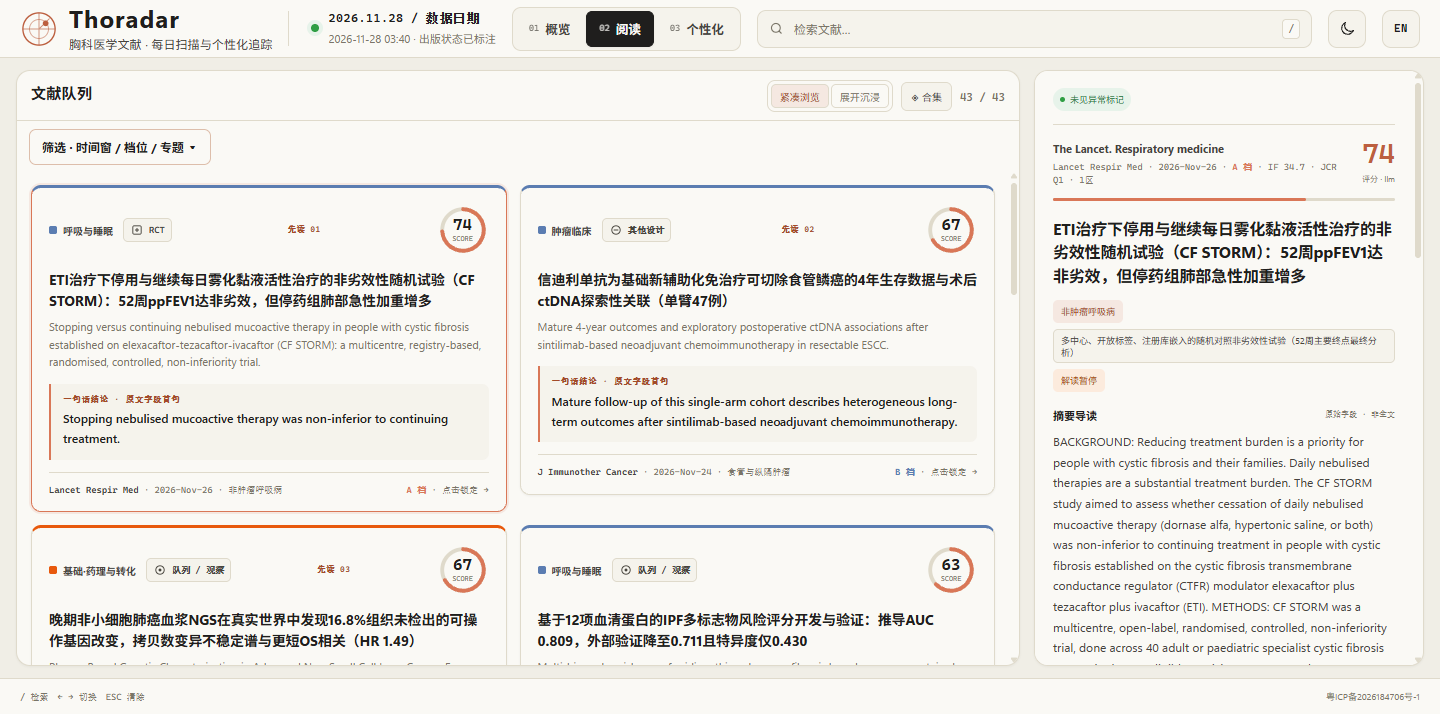 Thoradar
胸科医学文献 · 每日扫描与个性化追踪
2026.11.28 / 数据日期
2026-11-28 03:40 · 出版状态已标注
01 概览
02 阅读
03 个性化
检索文献...
/
EN
文献队列
紧凑浏览
展开沉浸
◈ 合集
43 / 43
筛选 · 时间窗 / 档位 / 专题 ▾
呼吸与睡眠
RCT
先读 01
74
SCORE
ETI治疗下停用与继续每日雾化黏液活性治疗的非劣效性随机试验（CF
STORM）：52周ppFEV1达非劣效，但停药组肺部急性加重增多
Stopping versus continuing nebulised mucoactive therapy in people with cystic fibrosis
established on elexacaftor-tezacaftor-ivacaftor (CF STORM): a multicentre, registry-based,
randomised, controlled, non-inferiority trial.
一句话结论 · 原文字段首句
Stopping nebulised mucoactive therapy was non-inferior to continuing
treatment.
Lancet Respir Med · 2026-Nov-26 · 非肿瘤呼吸病
A 档 · 点击锁定 →
肿瘤临床
其他设计
先读 02
67
SCORE
信迪利单抗为基础新辅助化免治疗可切除食管鳞癌的4年生存数据与术后
ctDNA探索性关联（单臂47例）
Mature 4-year outcomes and exploratory postoperative ctDNA associations after
sintilimab-based neoadjuvant chemoimmunotherapy in resectable ESCC.
一句话结论 · 原文字段首句
Mature follow-up of this single-arm cohort describes heterogeneous long-
term outcomes after sintilimab-based neoadjuvant chemoimmunotherapy.
J Immunother Cancer · 2026-Nov-24 · 食管与纵隔肿瘤
B 档 · 点击锁定 →
基础·药理与转化
队列 / 观察
先读 03
67
SCORE
晚期非小细胞肺癌血浆NGS在真实世界中发现16.8%组织未检出的可操
作基因改变，拷贝数变异不稳定谱与更短OS相关（HR 1.49）
呼吸与睡眠
队列 / 观察
63
SCORE
基于12项血清蛋白的IPF多标志物风险评分开发与验证：推导AUC
0.809，外部验证降至0.711且特异度仅0.430
未见异常标记
The Lancet. Respiratory medicine
Lancet Respir Med · 2026-Nov-26 · A 档 · IF 34.7 · JCR
Q1 · 1区
74
评分 · llm
ETI治疗下停用与继续每日雾化黏液活性治疗的非
劣效性随机试验（CF STORM）：52周ppFEV1达
非劣效，但停药组肺部急性加重增多
非肿瘤呼吸病
多中心、开放标签、注册库嵌入的随机对照非劣效性试验（52周主要终点最终分
析）
解读暂停
摘要导读
原始字段 · 非全文
BACKGROUND: Reducing treatment burden is a priority for
people with cystic fibrosis and their families. Daily nebulised
therapies are a substantial treatment burden. The CF STORM
study aimed to assess whether cessation of daily nebulised
mucoactive therapy (dornase alfa, hypertonic saline, or both)
was non-inferior to continuing treatment in people with cystic
fibrosis established on the cystic fibrosis transmembrane
conductance regulator (CFTR) modulator elexacaftor plus
tezacaftor plus ivacaftor (ETI). METHODS: CF STORM was a
multicentre, open-label, randomised, controlled, non-inferiority
trial, done across 40 adult or paediatric specialist cystic fibrosis
/ 检索 ← → 切换 ESC 清除
粤ICP备2026184706号-1